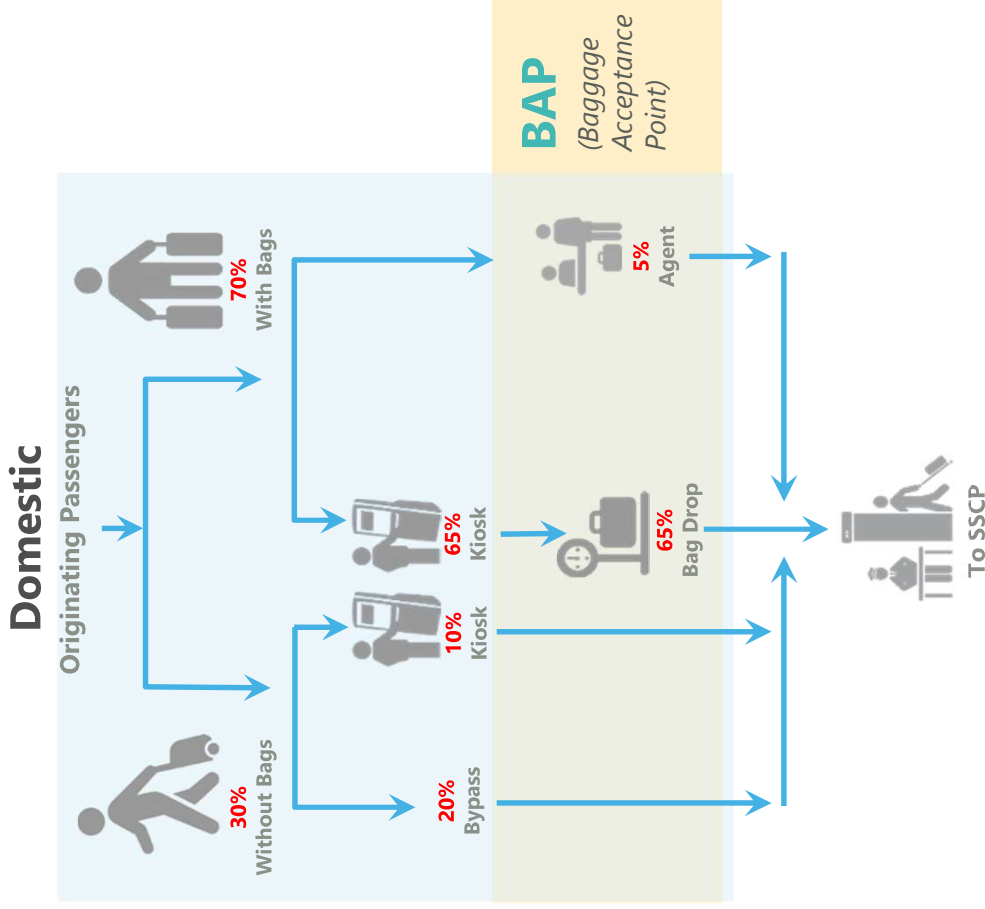 Domestic
Originating Passengers
30%
Without Bags
70%
With Bags
20%
Bypass
10%
Kiosk
65%
Kiosk
BAP
(Baggage
Acceptance
Point)
65%
Bag Drop
5%
Agent
To SSCP